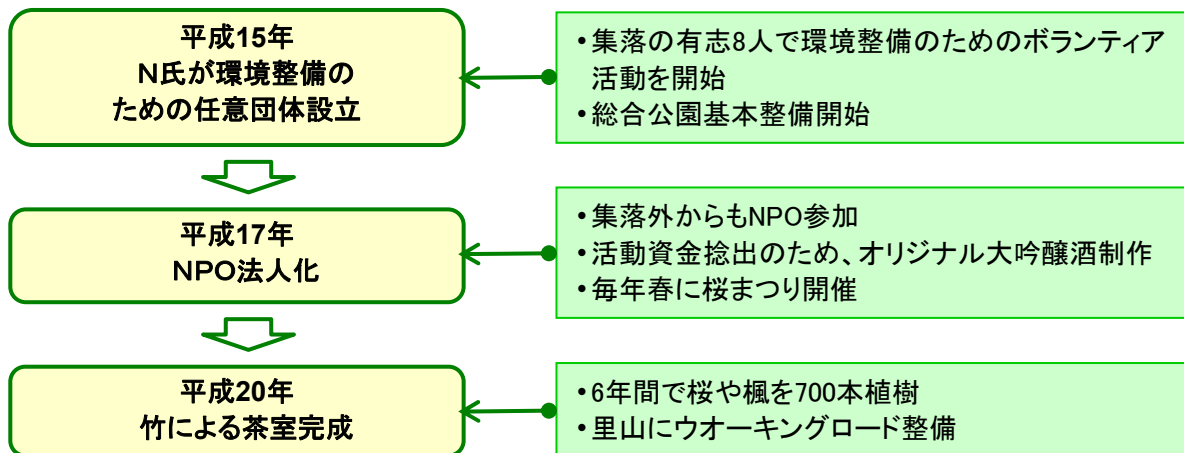 平成15年
N氏が環境整備の
ための任意団体設立
•集落の有志8人で環境整備のためのボランティア
活動を開始
•総合公園基本整備開始
平成17年
NPO法人化
•集落外からもNPO参加
•活動資金捻出のため、オリジナル大吟醸酒制作
•毎年春に桜まつり開催
平成20年
竹による茶室完成
•6年間で桜や楓を700本植樹
•里山にウオーキングロード整備